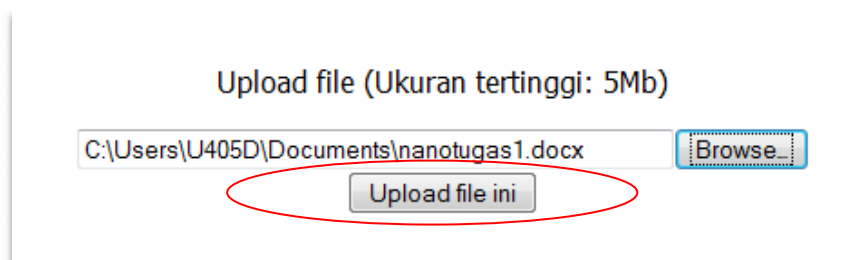 Upload file (Ukuran tertinggi: 5Mb)
C:\Users\U405D\Documents\nanotugas1.docx Browse…
Upload file ini